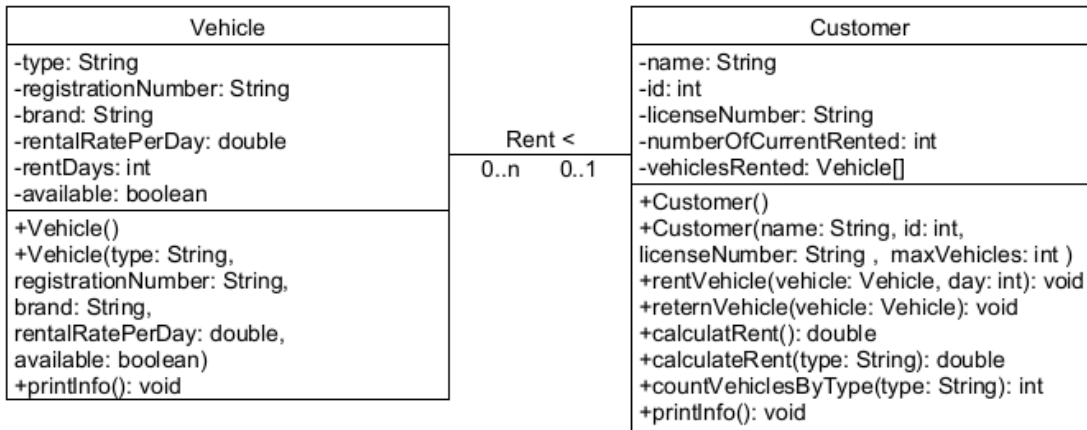 Vehicle
-type: String
-registrationNumber: String
-brand: String
-rentalRatePerDay: double
-rentDays: int
-available: boolean
+Vehicle()
+Vehicle(type: String,
registrationNumber: String,
brand: String,
rentalRatePerDay: double,
available: boolean)
+printInfo(): void
Rent <
0..n 0..1
Customer
-name: String
-id: int
-licenseNumber: String
-numberOfCurrentRented: int
-vehiclesRented: Vehicle[]
+Customer()
+Customer(name: String, id: int,
licenseNumber: String , maxVehicles: int )
+rentVehicle(vehicle: Vehicle, day: int): void
+reternVehicle(vehicle: Vehicle): void
+calculatRent(): double
+calculateRent(type: String): double
+countVehiclesByType(type: String): int
+printInfo(): void